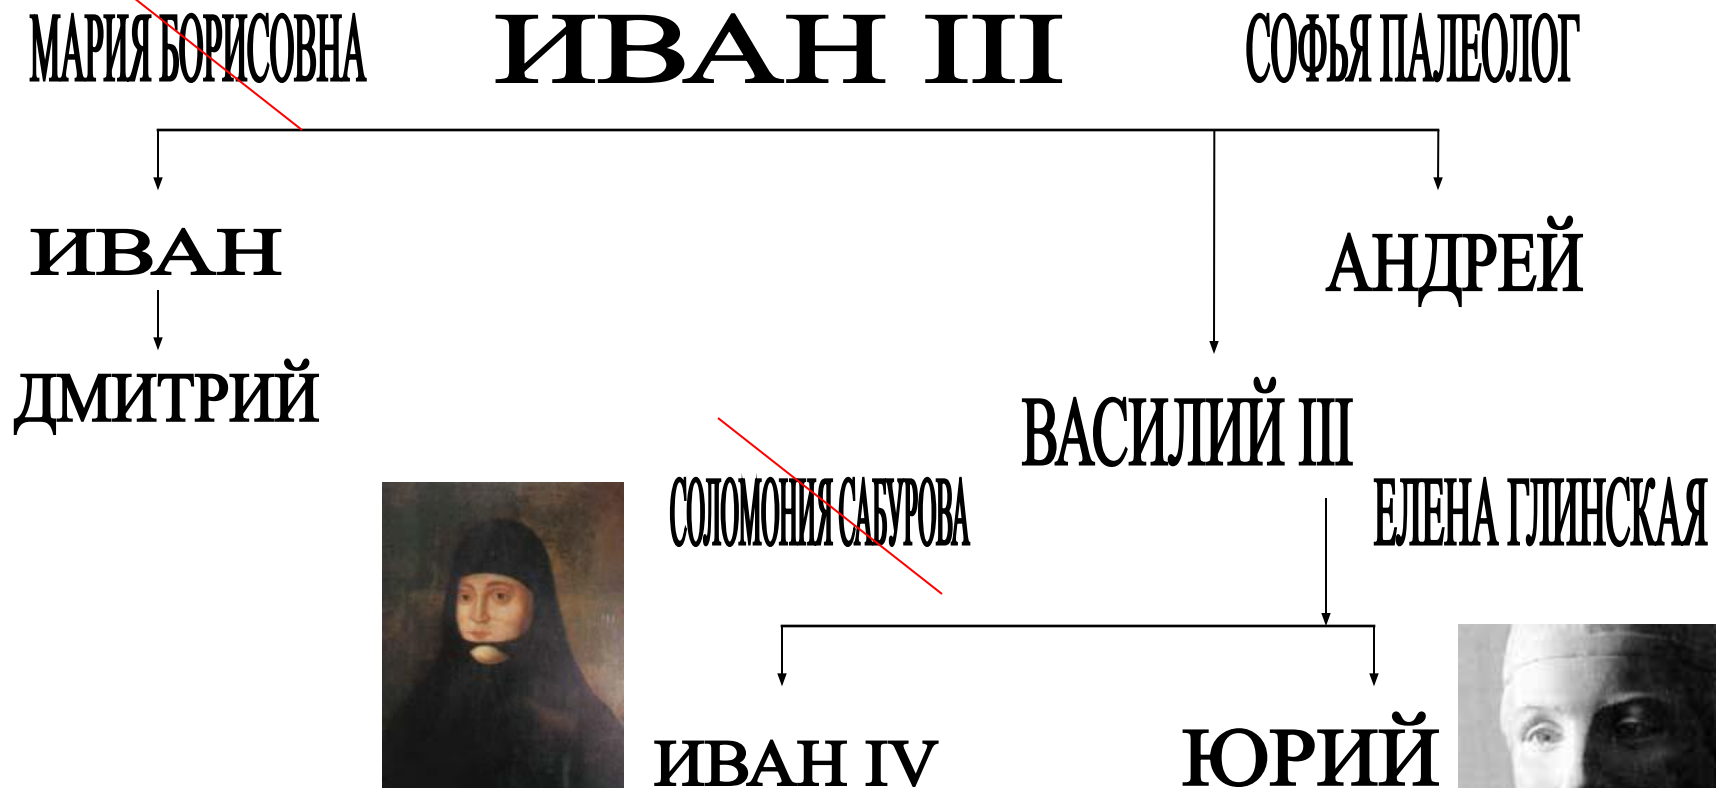 МАРИЯ БОРИСОВНА
ИВАН III
СОФЬЯ ПАЛЕОЛОГ
ИВАН
АНДРЕЙ
ДМИТРИЙ
ВАСИЛИЙ III
СОЛОМОНИЯ САБУРОВА
ЕЛЕНА ГЛИНСКАЯ
ИВАН IV
ЮРИЙ